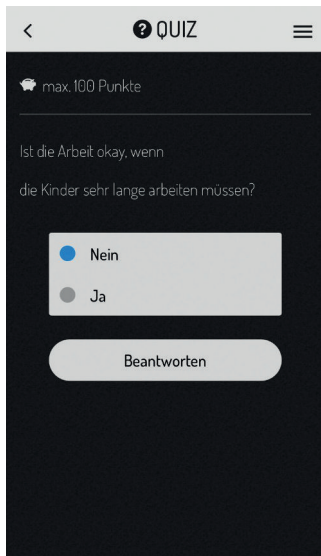 QUIZ
max. 100 Punkte
Ist die Arbeit okay, wenn
die Kinder sehr lange arbeiten müssen?
Nein
Ja
Beantworten